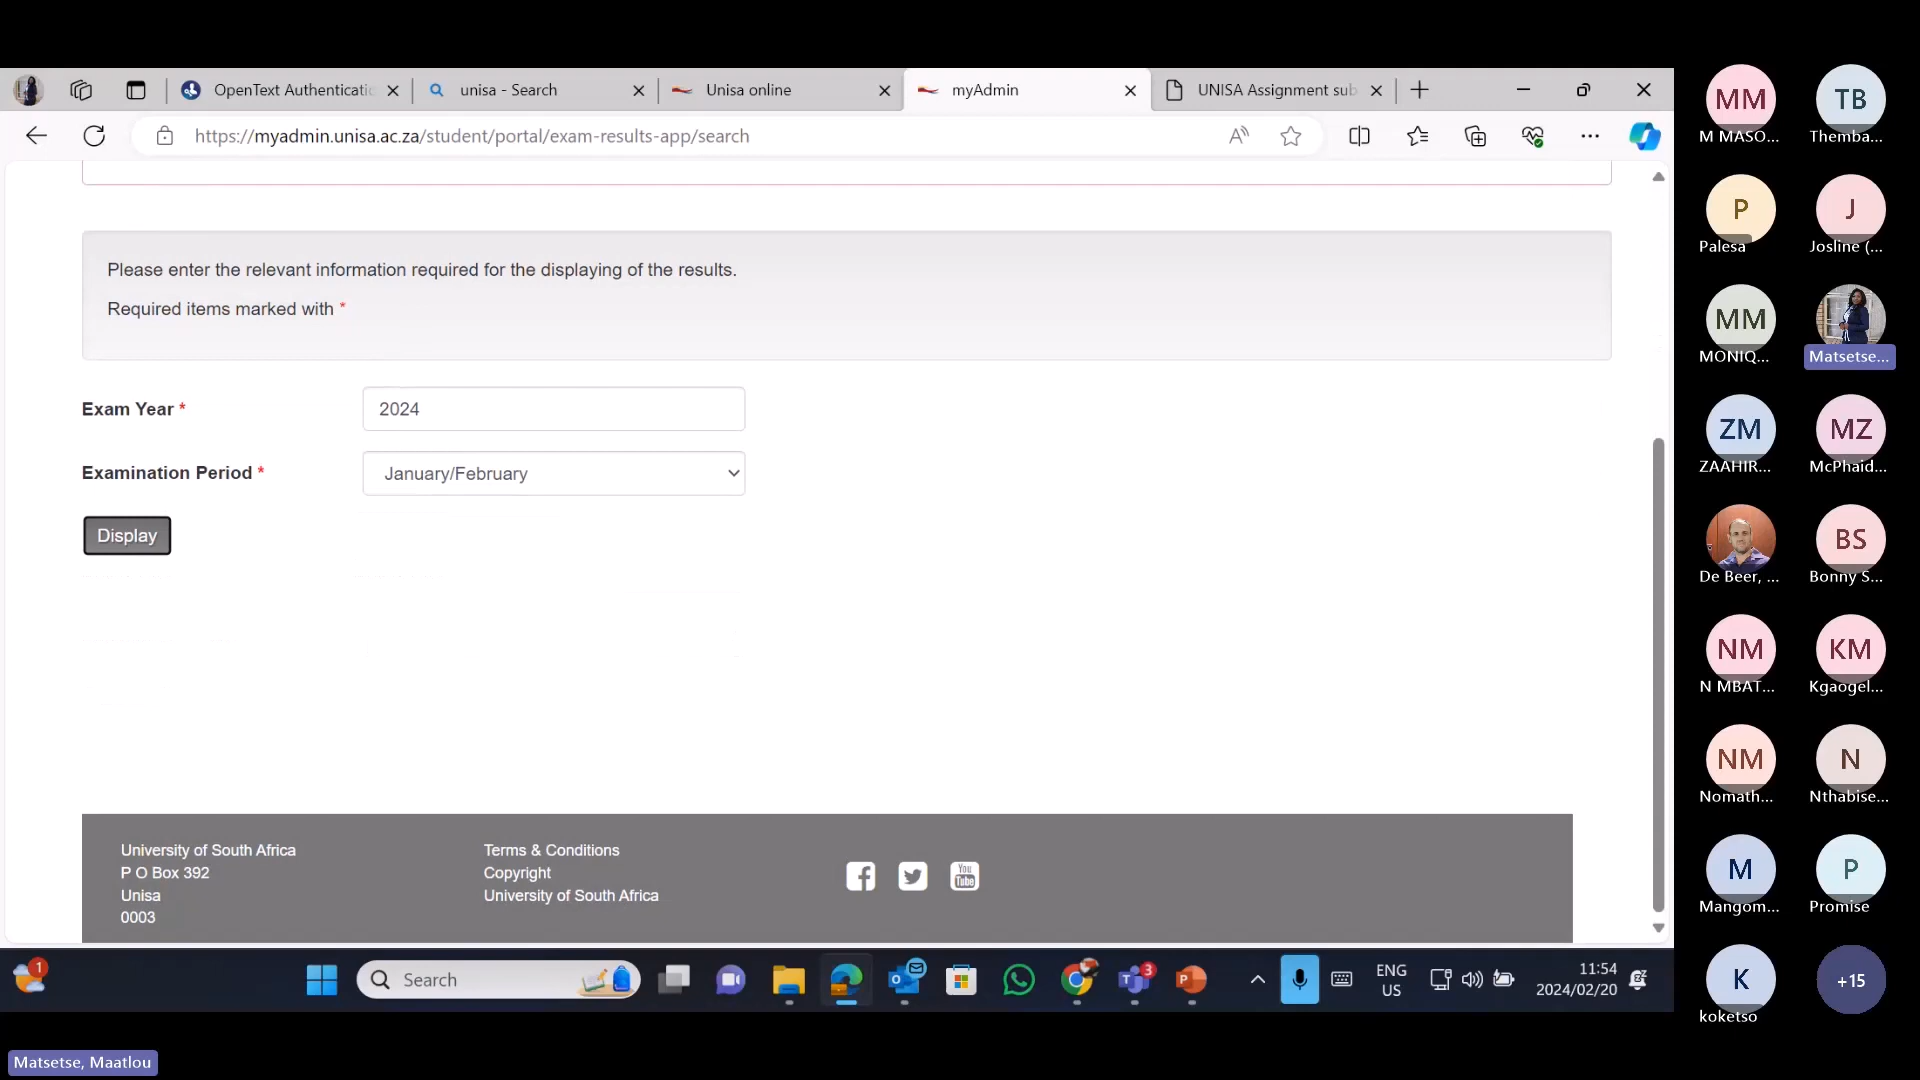 OpenText Authenticatic
unisa - Search
Unisa online
myAdmin
UNISA Assignment sub
https://myadmin.unisa.ac.za/student/portal/exam-results-app/search
Please enter the relevant information required for the displaying of the results.
Required items marked with *
Exam Year *
2024
Examination Period *
January/February
Display
University of South Africa
P O Box 392
Unisa
0003
Terms & Conditions
Copyright
University of South Africa
You
Tube
1
Search
3
ENG
US
11:54
2024/02/20
MM
M MASO...
TB
Themba...
P
Palesa
J
Josline (...
MM
MONIQ...
Matsetse...
ZM
ZAAHIR...
MZ
McPhaid...
De Beer, ...
BS
Bonny S...
NM
N MBAT...
KM
Kgaogel...
NM
Nomath...
N
Nthabise...
M
Mangom...
P
Promise
K
koketso
+15
Matsetse, Maatlou